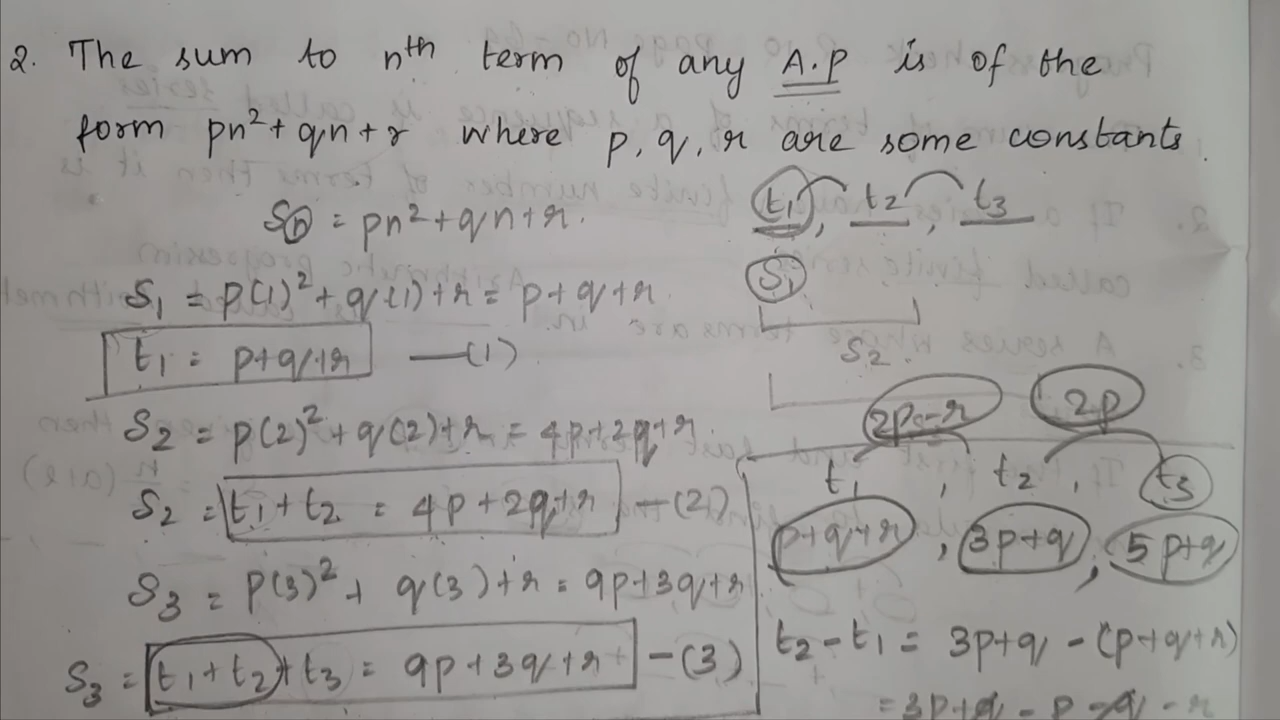 2. The sum to nth term of any A.P is of the
form pn²+qn+r where p, q, r are some constants.
Sn = pn²+qn+r.
t1, t2, t3
S1 = p(1)²+q(1)+r = p+q+r
S1
t1 = p+q+r —(1)
S2.
S2 = p(2)²+q(2)+r = 4p+2q+r
2p-r 2p
t1, t2, t3
S2 = t1+t2 = 4p+2q+r —(2)
p+q+r, 3p+q, 5p+q
S3 = p(3)²+ q(3)+r = 9p+3q+r
t2-t1 = 3p+q - (p+q+r)
S3 = t1+t2+t3 = 9p+3q+r —(3)
= 3p+q - p - q - r